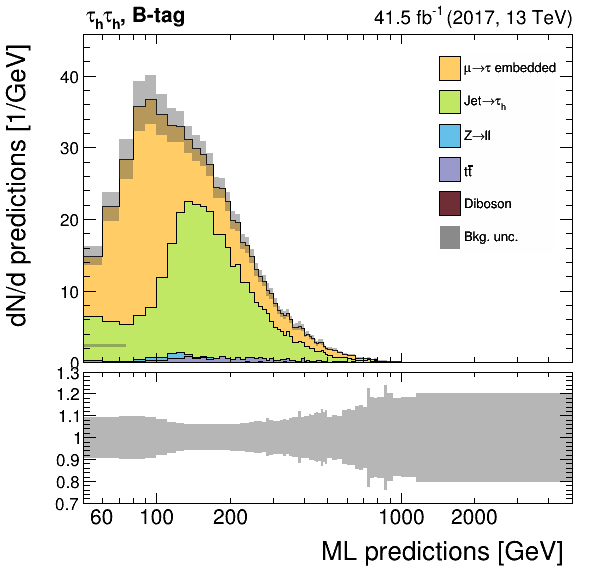 τhτh, B-tag
41.5 fb⁻¹ (2017, 13 TeV)
dN/d predictions [1/GeV]
40
30
20
10
0
μ→τ embedded
Jet→τh
Z→ll
tt̄
Diboson
Bkg. unc.
1.3
1.2
1.1
1
0.9
0.8
0.7
60 100 200 1000 2000
ML predictions [GeV]